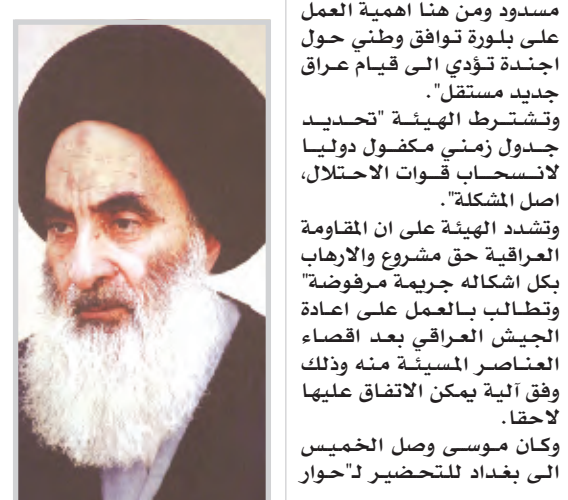 مسدود ومن هنا اهمية العمل
على بلورة توافق وطني حول
اجندة تؤدي الى قيام عراق
جديد مستقل".
وتشترط الهيئة "تحديد
جدول زمني مكفول دوليا
لانسحاب قوات الاحتلال،
اصل المشكلة".
وتشدد الهيئة على ان المقاومة
العراقية حق مشروع والارهاب
بكل اشكاله جريمة مرفوضة"
وتطالب بالعمل على اعادة
الجيش العراقي بعد اقصاء
العناصر المسيئة منه وذلك
وفق آلية يمكن الاتفاق عليها
لاحقا.
وكان موسى وصل الخميس
الى بغداد للتحضير لـ"حوار